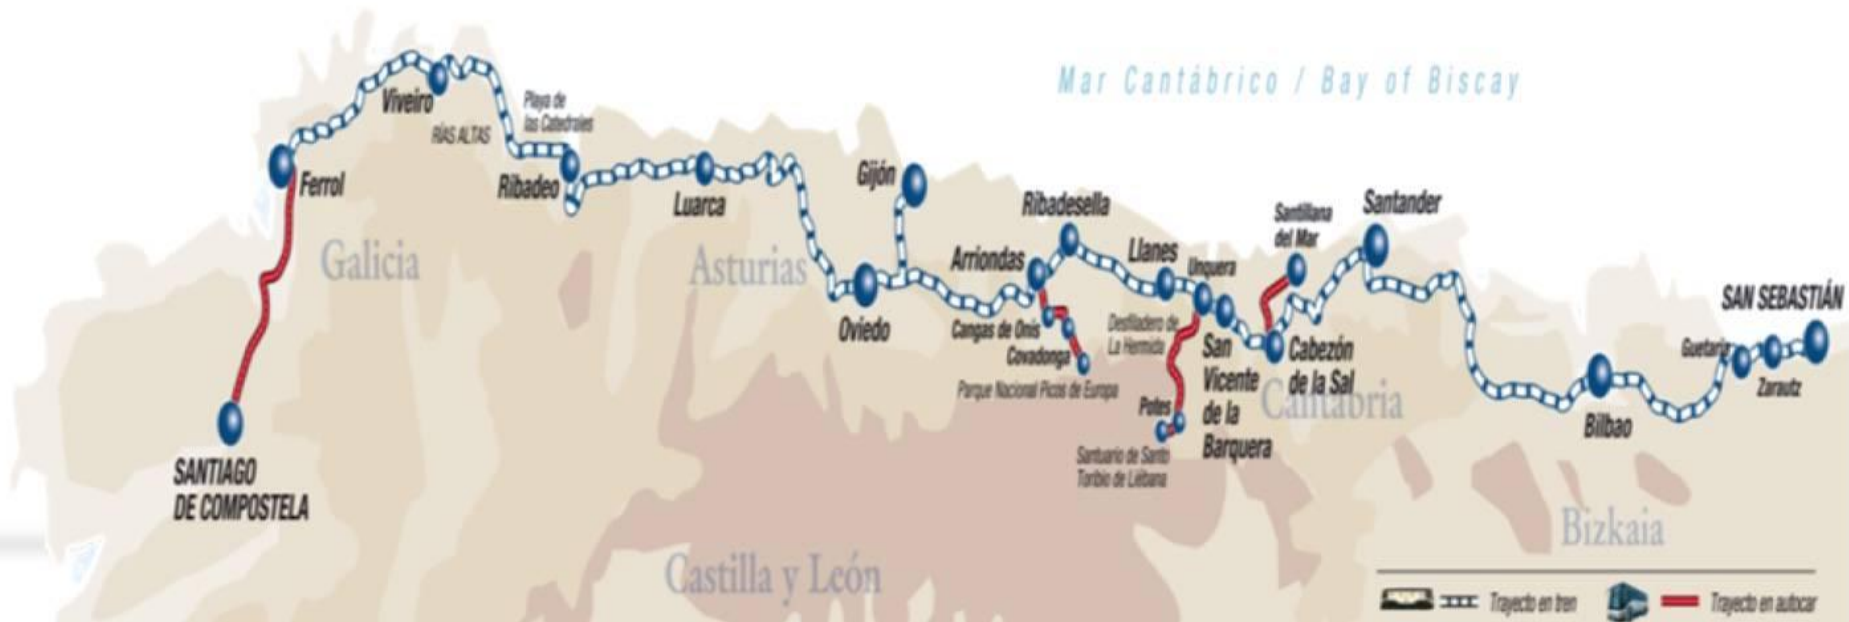 Mar Cantábrico / Bay of Biscay
Viveiro
RÍAS ALTAS
Playa de
las Catedrales
Ferrol
Ribadeo
Luarca
Gijón
Ribadesella
Santillana
del Mar
Santander
Galicia
Asturias
Arriondas
Llanes
Unquera
Oviedo
Cangas de Onís
Covadonga
Parque Nacional Picos de Europa
Desfiladero de
La Hermida
San
Vicente
de la
Barquera
Cabezón
de la Sal
Cantabria
SAN SEBASTIÁN
Guetaria
Zarautz
Potes
Santuario de Santo
Toribio de Liébana
Bilbao
SANTIAGO
DE COMPOSTELA
Bizkaia
Castilla y León
Trayecto en tren
Trayecto en autocar